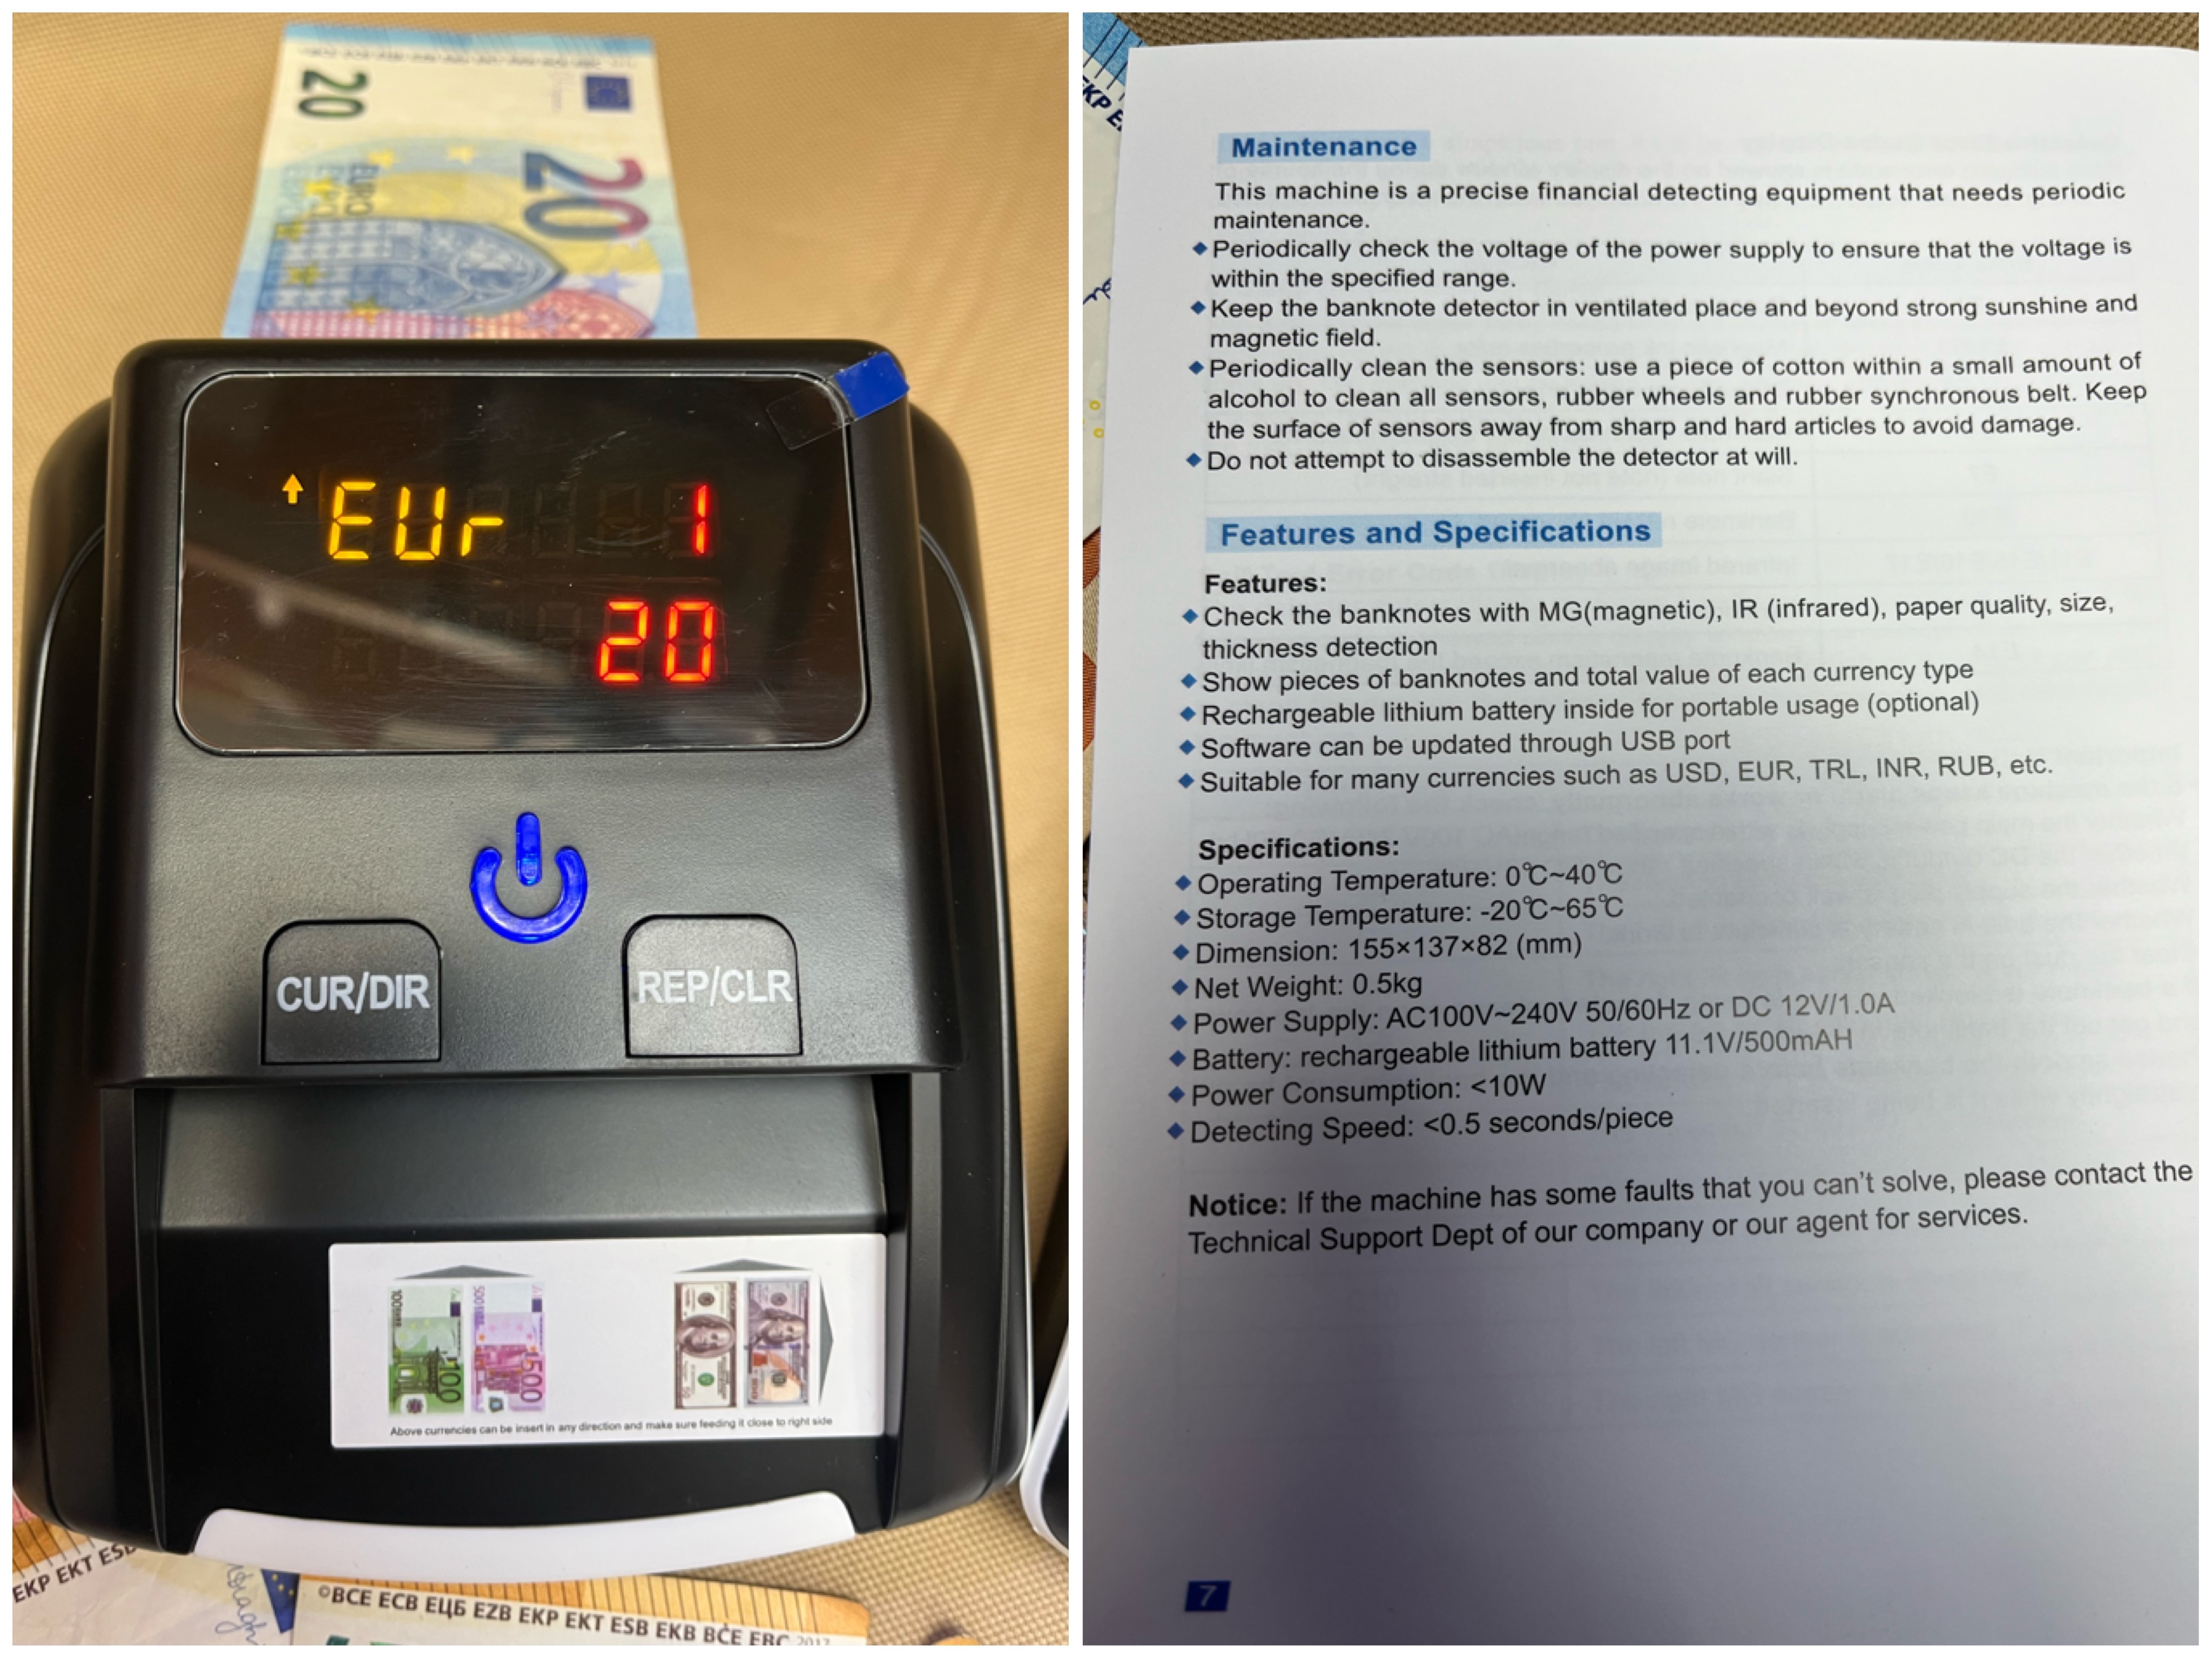 20
20
EURO
EUr 1
20
CUR/DIR
REP/CLR
100
100
500
500
Above currencies can be insert in any direction and make sure feeding it close to right side
EKP EKT ESB
©BCE ECB ЕЦБ EZB EKP EKT ESB EKB BĊE EBC 2017
Maintenance
This machine is a precise financial detecting equipment that needs periodic
maintenance.
◆Periodically check the voltage of the power supply to ensure that the voltage is
within the specified range.
◆Keep the banknote detector in ventilated place and beyond strong sunshine and
magnetic field.
◆Periodically clean the sensors: use a piece of cotton within a small amount of
alcohol to clean all sensors, rubber wheels and rubber synchronous belt. Keep
the surface of sensors away from sharp and hard articles to avoid damage.
◆Do not attempt to disassemble the detector at will.
Features and Specifications
Features:
◆Check the banknotes with MG(magnetic), IR (infrared), paper quality, size,
thickness detection
◆Show pieces of banknotes and total value of each currency type
◆Rechargeable lithium battery inside for portable usage (optional)
◆Software can be updated through USB port
◆Suitable for many currencies such as USD, EUR, TRL, INR, RUB, etc.
Specifications:
◆Operating Temperature: 0℃~40℃
◆Storage Temperature: -20℃~65℃
◆Dimension: 155×137×82 (mm)
◆Net Weight: 0.5kg
◆Power Supply: AC100V~240V 50/60Hz or DC 12V/1.0A
◆Battery: rechargeable lithium battery 11.1V/500mAH
◆Power Consumption: <10W
◆Detecting Speed: <0.5 seconds/piece
Notice: If the machine has some faults that you can't solve, please contact the
Technical Support Dept of our company or our agent for services.
7